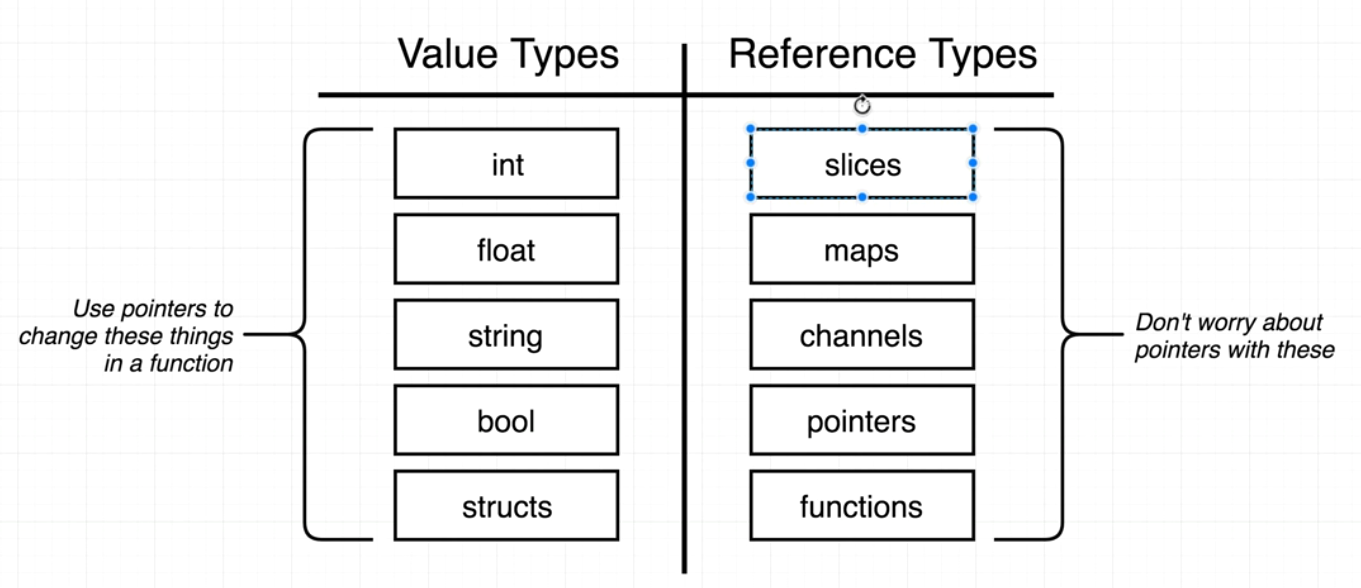 Value Types
Reference Types
int
float
string
bool
structs
slices
maps
channels
pointers
functions
Use pointers to
change these things
in a function
Don't worry about
pointers with these